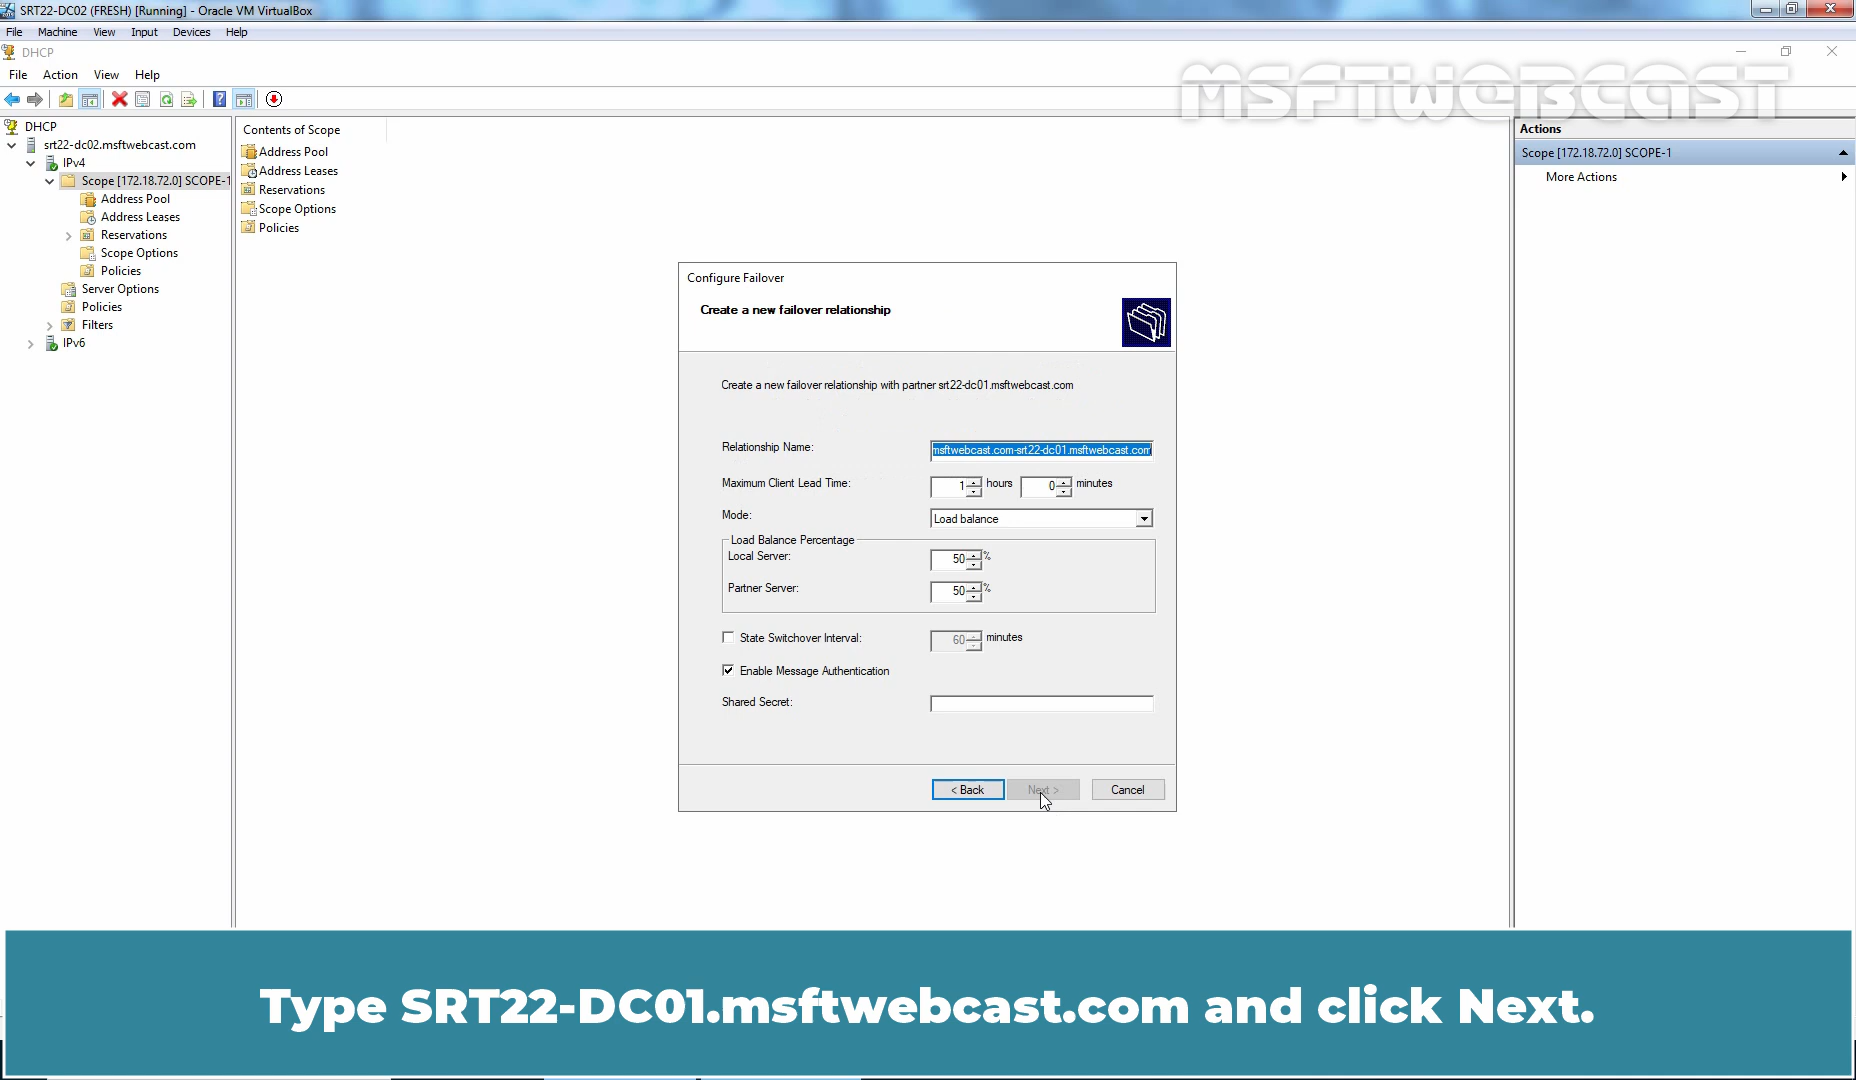 SRT22-DC02 (FRESH) [Running] - Oracle VM VirtualBox
File Machine View Input Devices Help
DHCP
File Action View Help
MSFTWEBCAST
DHCP
srt22-dc02.msftwebcast.com
IPv4
Scope [172.18.72.0] SCOPE-1
Address Pool
Address Leases
Reservations
Scope Options
Policies
Server Options
Policies
Filters
IPv6
Contents of Scope
Address Pool
Address Leases
Reservations
Scope Options
Policies
Actions
Scope [172.18.72.0] SCOPE-1
More Actions
Configure Failover
Create a new failover relationship
Create a new failover relationship with partner srt22-dc01.msftwebcast.com
Relationship Name: msftwebcast.com-srt22-dc01.msftwebcast.com
Maximum Client Lead Time: 1 hours 0 minutes
Mode: Load balance
Load Balance Percentage
Local Server: 50 %
Partner Server: 50 %
State Switchover Interval: 60 minutes
Enable Message Authentication
Shared Secret:
< Back Next > Cancel
Type SRT22-DC01.msftwebcast.com and click Next.